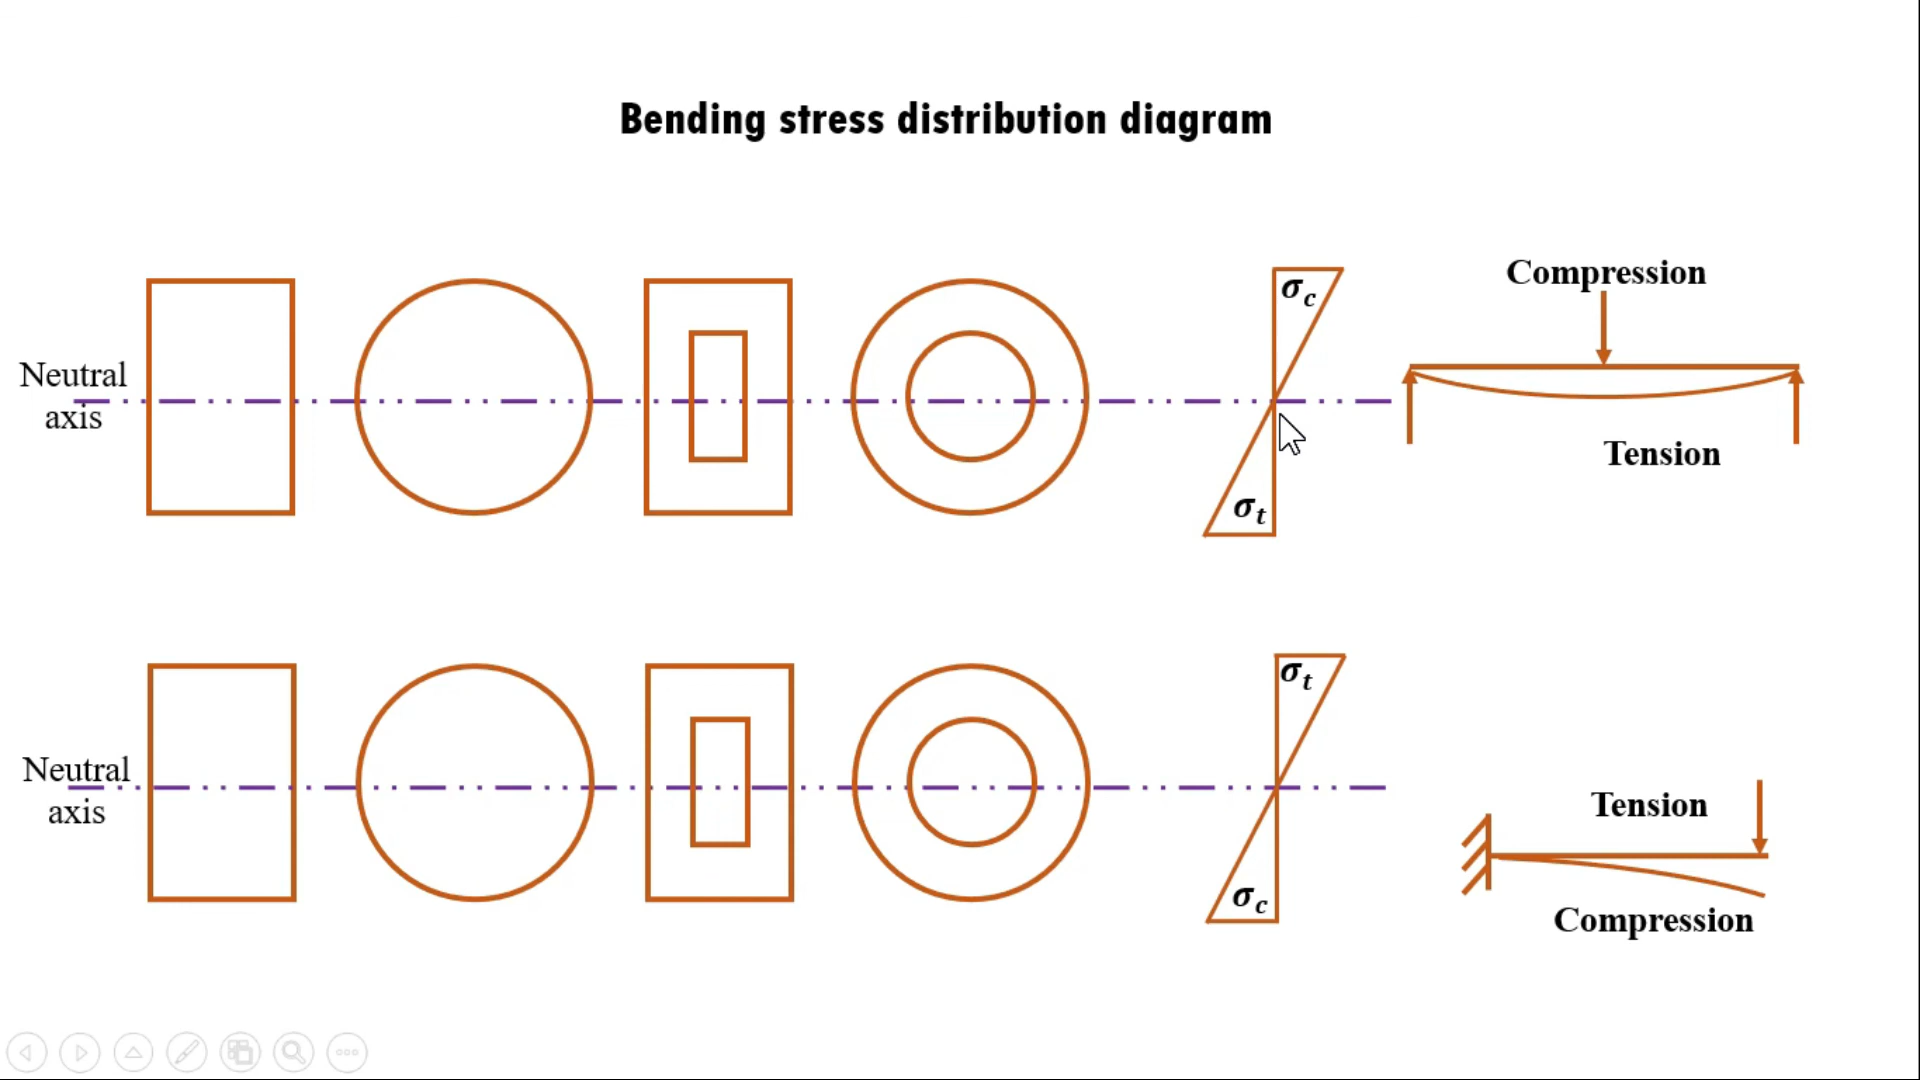 Bending stress distribution diagram
Compression
σc
Neutral
axis
Tension
σt
σt
Neutral
axis
Tension
σc
Compression